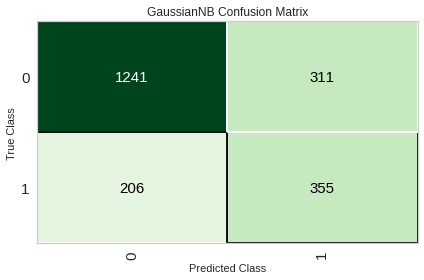 GaussianNB Confusion Matrix
True Class
0
1241
311
1
206
355
0
1
Predicted Class